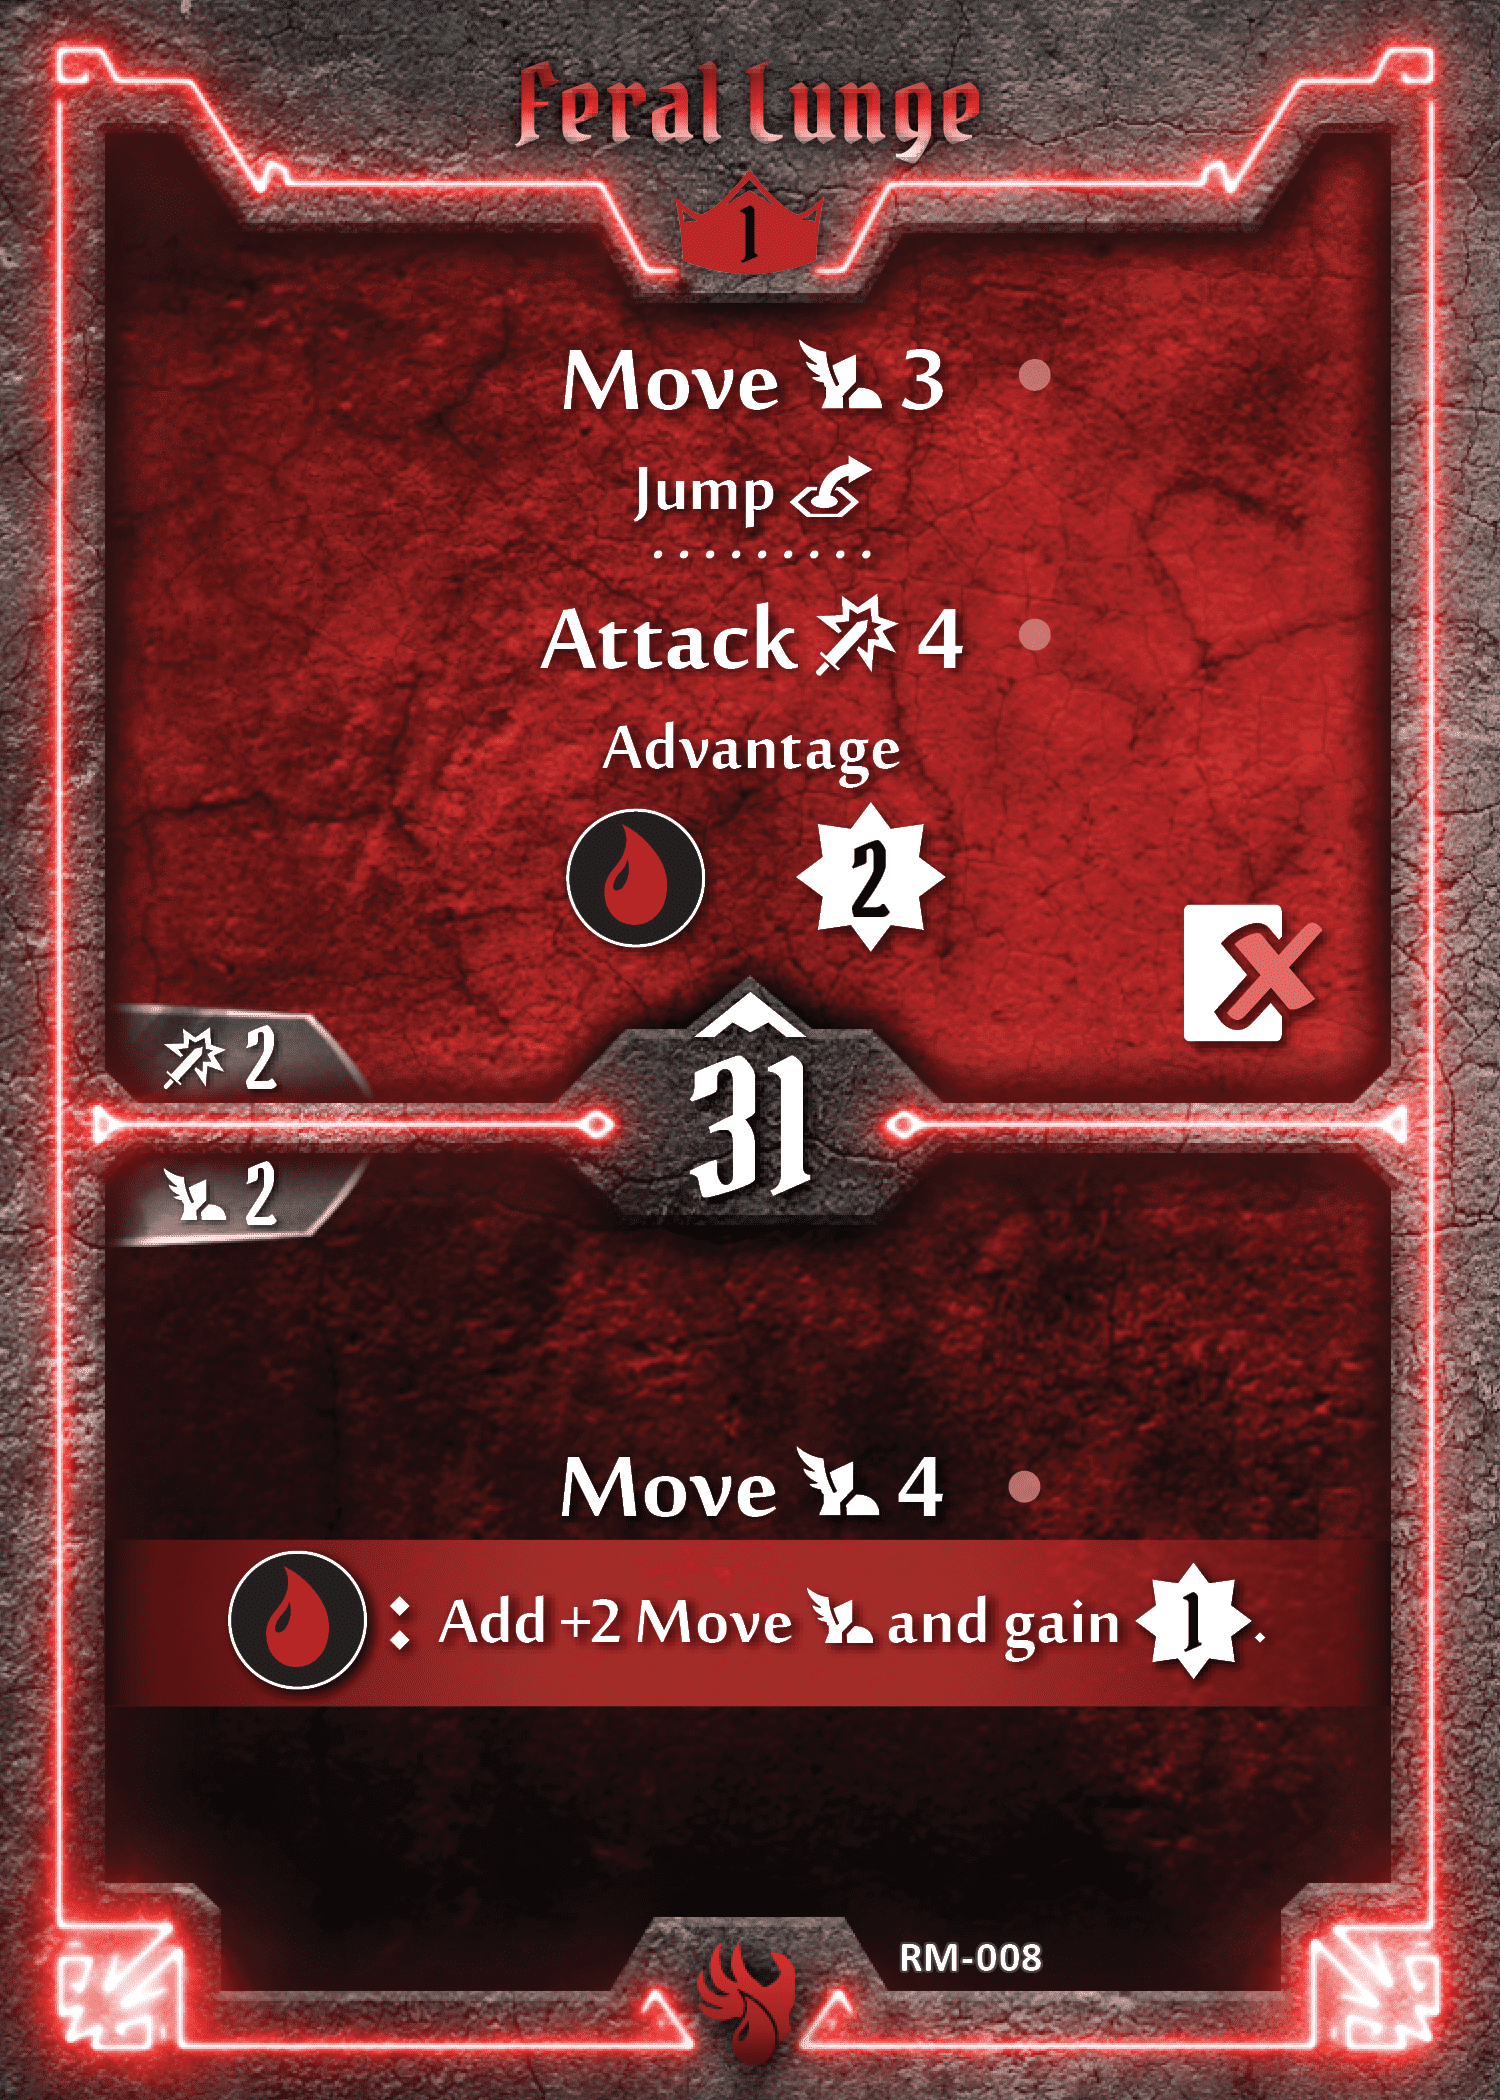 Feral Lunge
1
Move 3
Jump
Attack 4
Advantage
2
2
31
2
Move 4
: Add +2 Move and gain 1.
RM-008